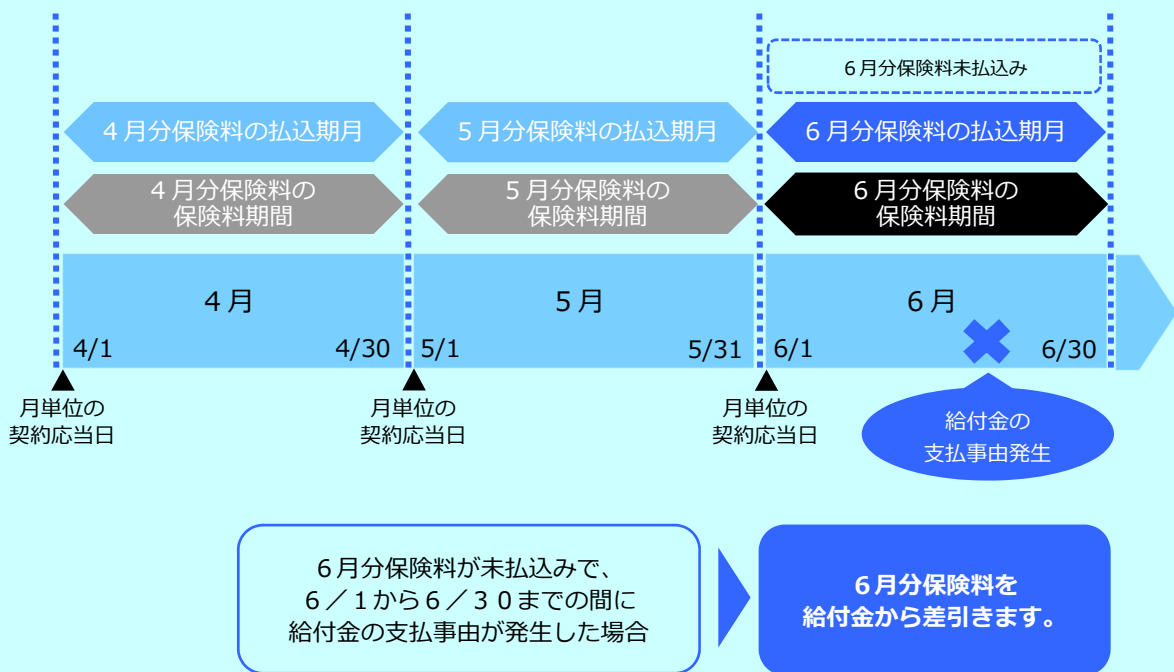 6月分保険料未払込み
4月分保険料の払込期月
5月分保険料の払込期月
6月分保険料の払込期月
4月分保険料の
保険料期間
5月分保険料の
保険料期間
6月分保険料の
保険料期間
4月
5月
6月
4/1
4/30
5/1
5/31
6/1
6/30
月単位の
契約応当日
月単位の
契約応当日
月単位の
契約応当日
給付金の
支払事由発生
6月分保険料が未払込みで、
6／1から6／30までの間に
給付金の支払事由が発生した場合
6月分保険料を
給付金から差引きます。